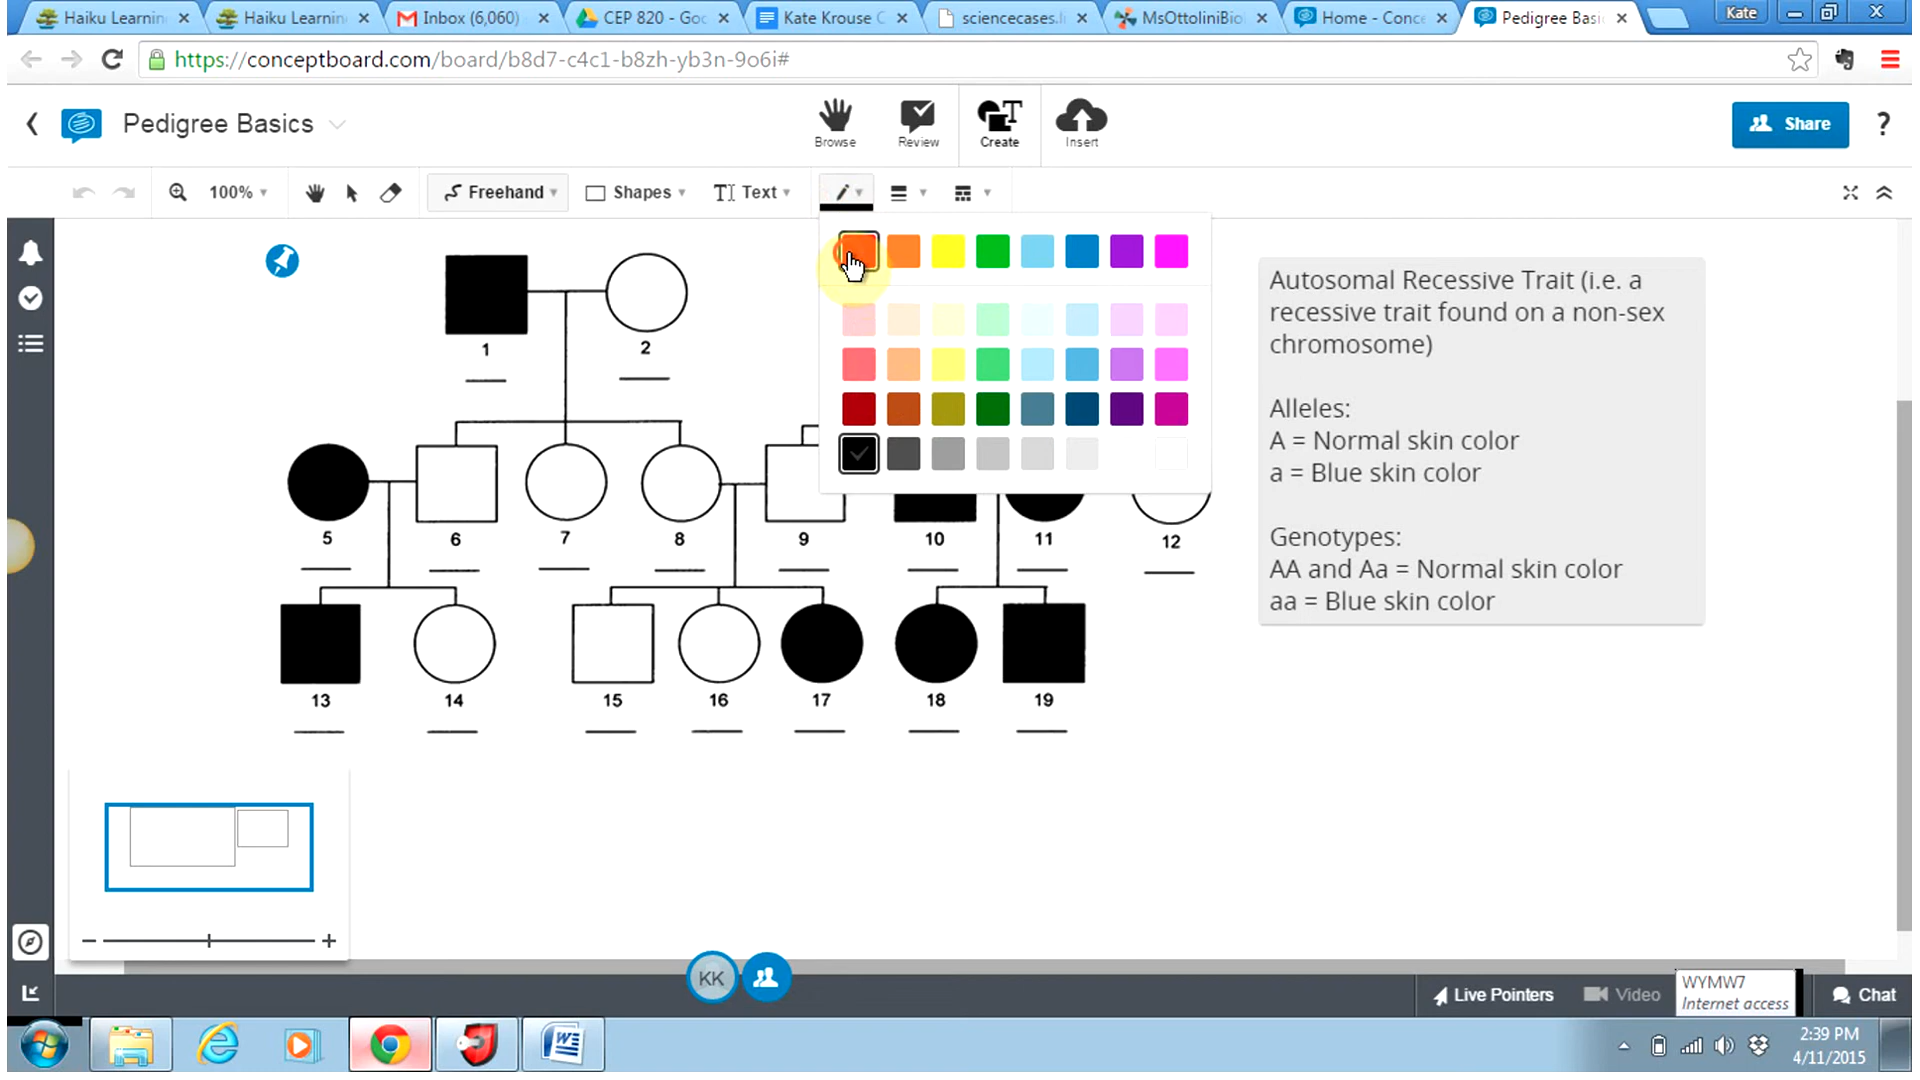 Haiku Learnin
Haiku Learnin
Inbox (6,060)
CEP 820 - Goo
Kate Krouse C
sciencecases.li
MsOttoliniBio
Home - Conce
Pedigree Basi
Kate
https://conceptboard.com/board/b8d7-c4c1-b8zh-yb3n-9o6i#
Pedigree Basics
Browse
Review
Create
Insert
Share
?
100%
Freehand
Shapes
Text
1
2
5
6
7
8
9
10
11
12
13
14
15
16
17
18
19
Autosomal Recessive Trait (i.e. a
recessive trait found on a non-sex
chromosome)
Alleles:
A = Normal skin color
a = Blue skin color
Genotypes:
AA and Aa = Normal skin color
aa = Blue skin color
KK
Live Pointers
Video
WYMW7
Internet access
Chat
2:39 PM
4/11/2015